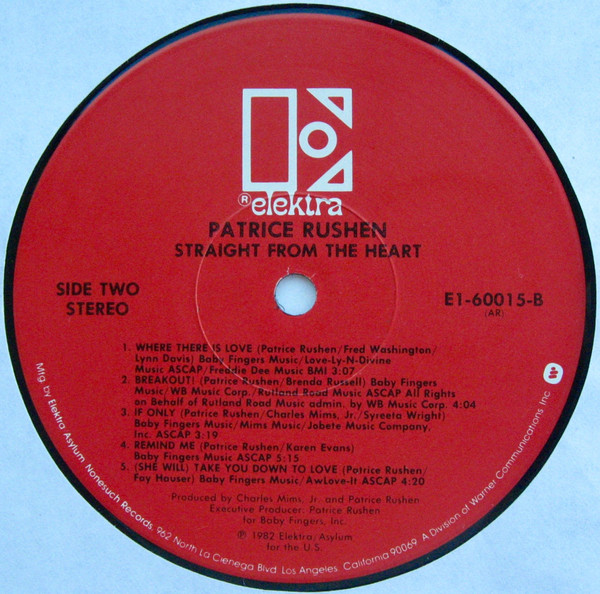 ® elektra
PATRICE RUSHEN
STRAIGHT FROM THE HEART
SIDE TWO
STEREO
E1-60015-B
(AR)
1. WHERE THERE IS LOVE (Patrice Rushen/Fred Washington/
Lynn Davis) Baby Fingers Music/Love-Ly-N-Divine
Music ASCAP/Freddie Dee Music BMI 3:07
2. BREAKOUT! (Patrice Rushen/Brenda Russell) Baby Fingers
Music/WB Music Corp./Rutland Road Music ASCAP All Rights
on Behalf of Rutland Road Music admin. by WB Music Corp. 4:04
3. IF ONLY (Patrice Rushen/Charles Mims, Jr./Syreeta Wright)
Baby Fingers Music/Mims Music/Jobete Music Company,
Inc. ASCAP 3:19
4. REMIND ME (Patrice Rushen/Karen Evans)
Baby Fingers Music ASCAP 5:15
5. (SHE WILL) TAKE YOU DOWN TO LOVE (Patrice Rushen/
Fay Hauser) Baby Fingers Music/AwLove-It ASCAP 4:20
Produced by Charles Mims, Jr. and Patrice Rushen
Executive Producer: Patrice Rushen
for Baby Fingers, Inc.
℗ 1982 Elektra/Asylum
for the U.S.
Mfg. by Elektra Asylum Nonesuch Records 962 North La Cienega Blvd. Los Angeles, California 90069 A Division of Warner Communications Inc